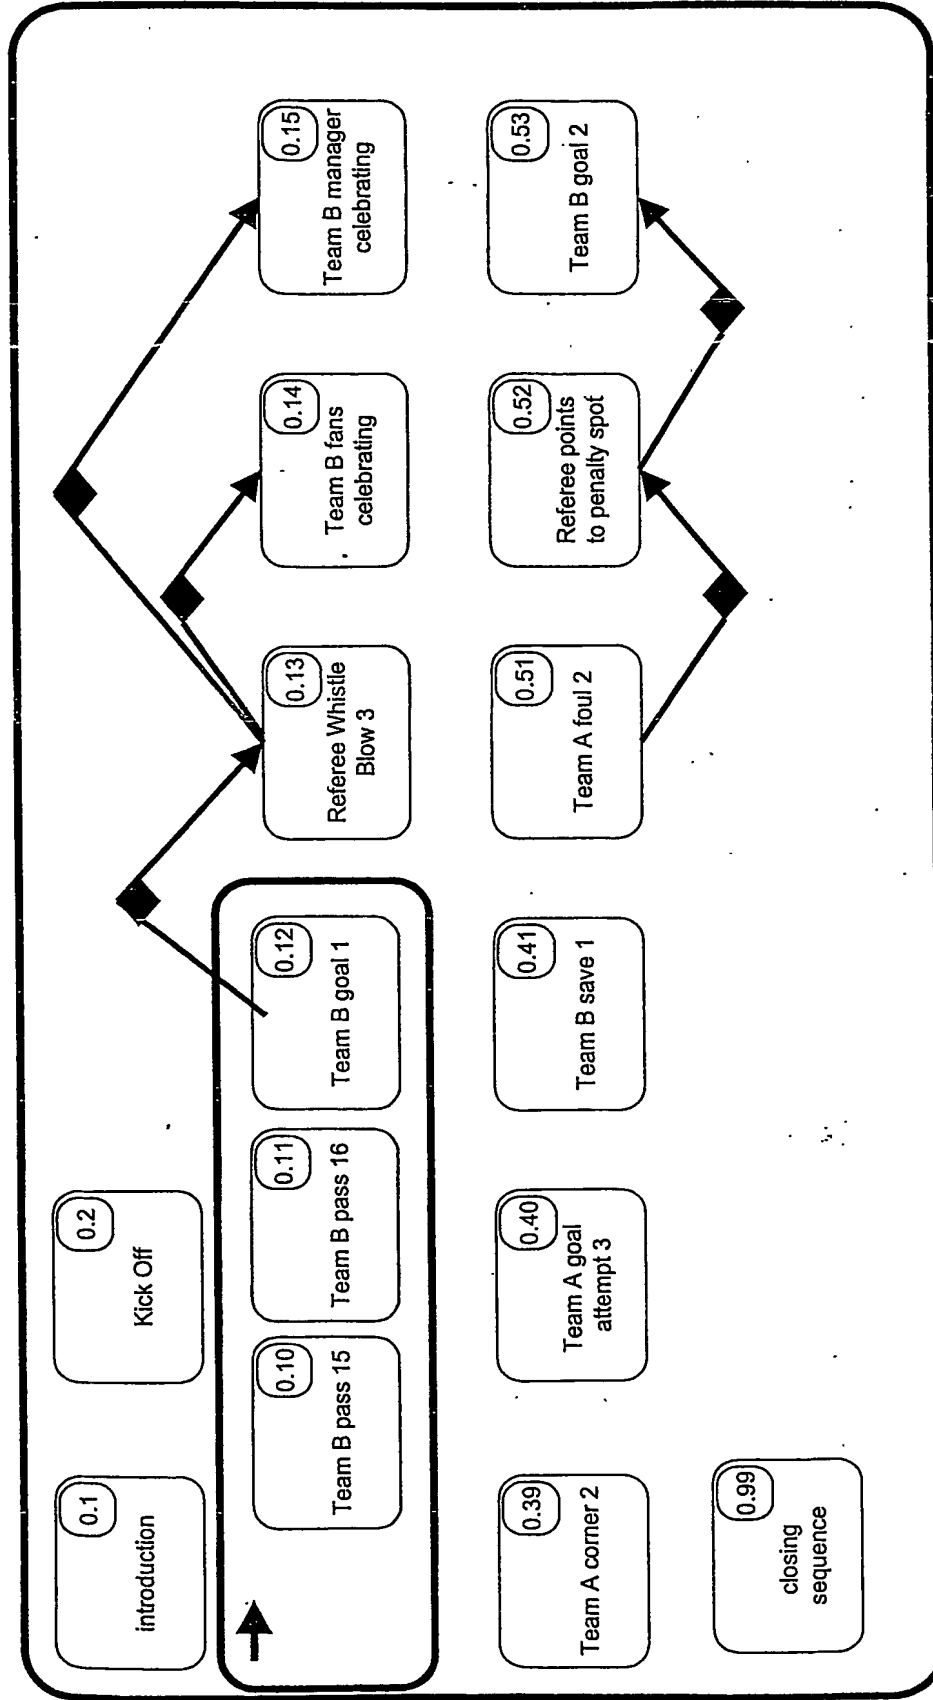 0.1
introduction
0.2
Kick Off
0.10
Team B pass 15
0.11
Team B pass 16
0.12
Team B goal 1
0.13
Referee Whistle
Blow 3
0.14
Team B fans
celebrating
0.15
Team B manager
celebrating
0.39
Team A corner 2
0.40
Team A goal
attempt 3
0.41
Team B save 1
0.51
Team A foul 2
0.52
Referee points
to penalty spot
0.53
Team B goal 2
0.99
closing
sequence